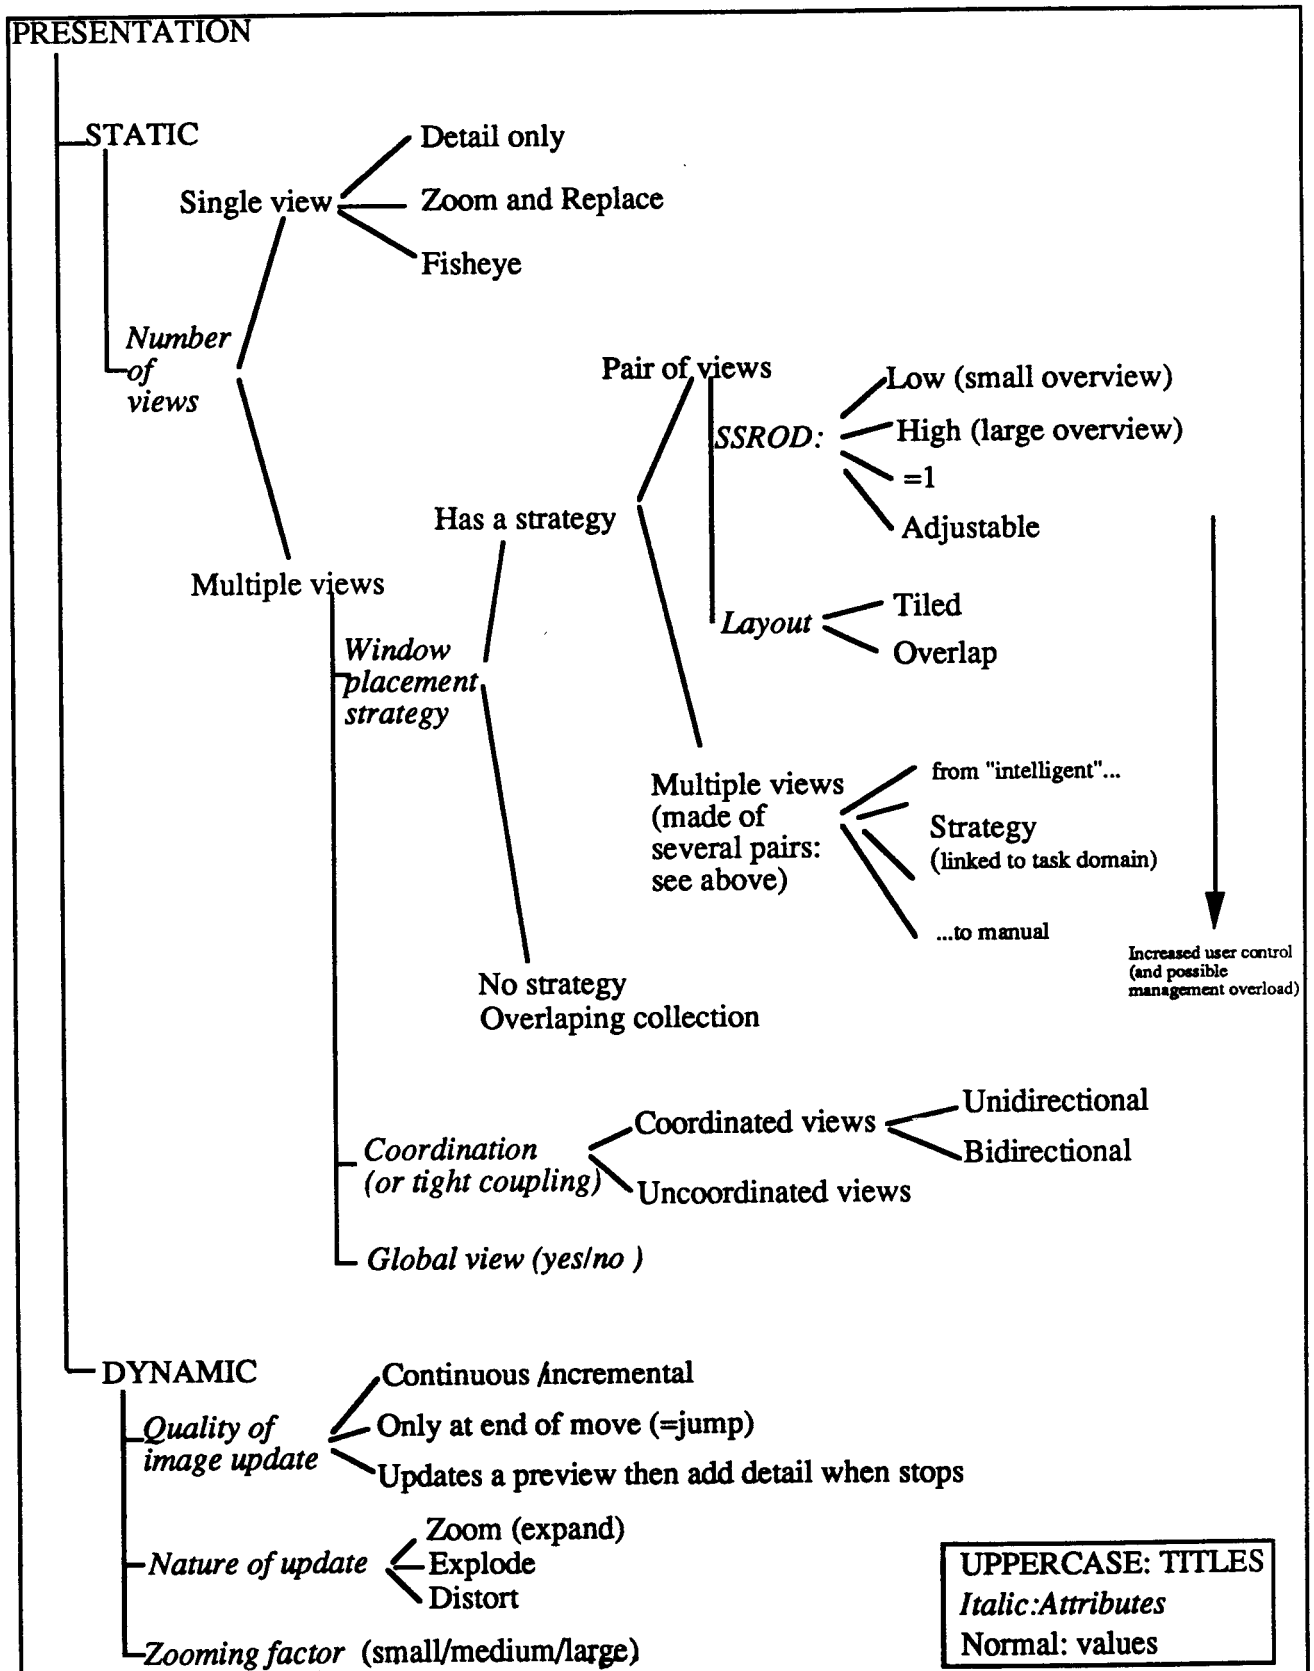 PRESENTATION
STATIC
Detail only
Single view
Zoom and Replace
Fisheye
Number
of
views
Pair of views
SSROD:
Low (small overview)
High (large overview)
=1
Adjustable
Has a strategy
Multiple views
Layout
Tiled
Overlap
Window
placement
strategy
Multiple views
(made of
several pairs:
see above)
from "intelligent"...
Strategy
(linked to task domain)
...to manual
Increased user control
(and possible
management overload)
No strategy
Overlaping collection
Coordination
(or tight coupling)
Coordinated views
Unidirectional
Bidirectional
Uncoordinated views
Global view (yes/no )
DYNAMIC
Quality of
image update
Continuous /incremental
Only at end of move (=jump)
Updates a preview then add detail when stops
Nature of update
Zoom (expand)
Explode
Distort
Zooming factor (small/medium/large)
UPPERCASE: TITLES
Italic:Attributes
Normal: values